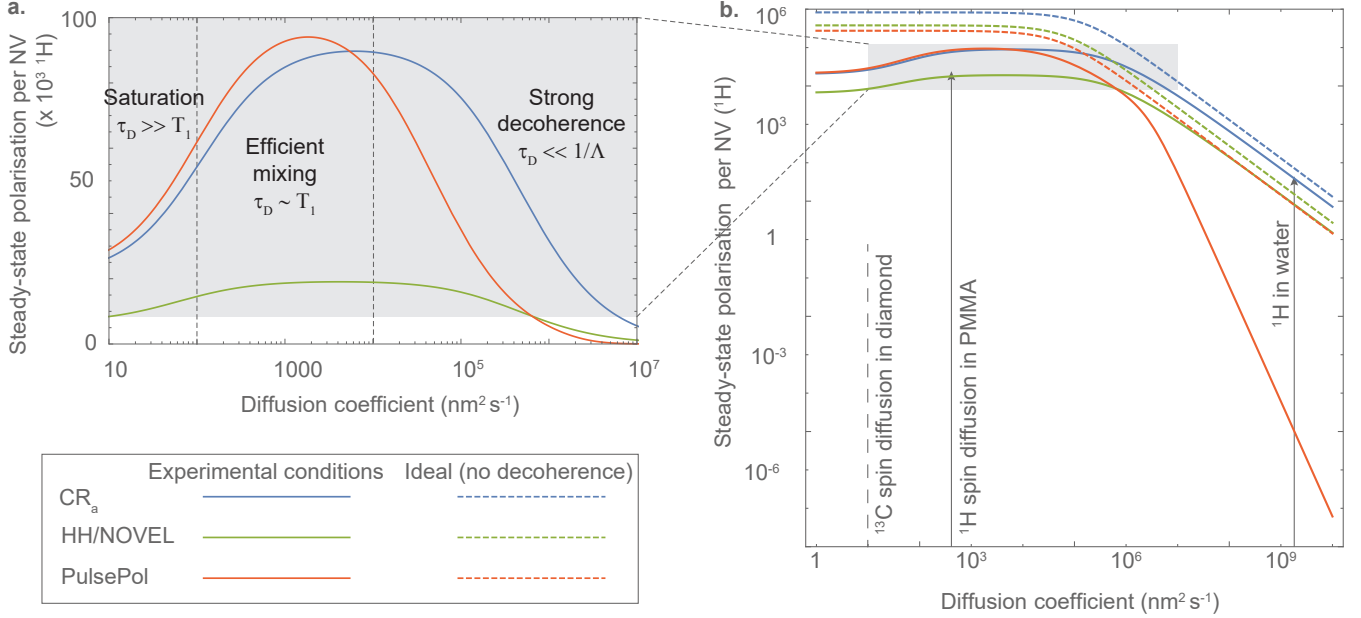 a.
Steady-state polarisation per NV
(x 10³ ¹H)
100
50
0
Saturation
τ_D >> T₁
Efficient
mixing
τ_D ~ T₁
Strong
decoherence
τ_D << 1/Λ
10
1000
10⁵
10⁷
Diffusion coefficient (nm² s⁻¹)
Experimental conditions
Ideal (no decoherence)
CRₐ
HH/NOVEL
PulsePol
b.
Steady-state polarisation per NV (¹H)
10⁶
10³
1
10⁻³
10⁻⁶
¹³C spin diffusion in diamond
¹H spin diffusion in PMMA
¹H in water
1
10³
10⁶
10⁹
Diffusion coefficient (nm² s⁻¹)